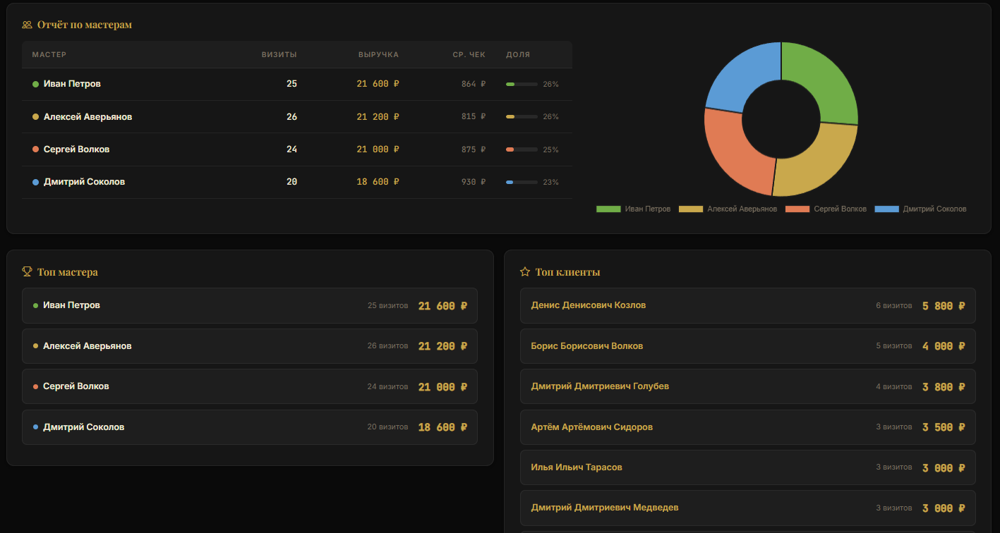 Отчёт по мастерам
МАСТЕР ВИЗИТЫ ВЫРУЧКА СР. ЧЕК ДОЛЯ
Иван Петров 25 21 600 ₽ 864 ₽ 26%
Алексей Аверьянов 26 21 200 ₽ 815 ₽ 26%
Сергей Волков 24 21 000 ₽ 875 ₽ 25%
Дмитрий Соколов 20 18 600 ₽ 930 ₽ 23%
Иван Петров Алексей Аверьянов Сергей Волков Дмитрий Соколов
Топ мастера
Иван Петров 25 визитов 21 600 ₽
Алексей Аверьянов 26 визитов 21 200 ₽
Сергей Волков 24 визитов 21 000 ₽
Дмитрий Соколов 20 визитов 18 600 ₽
Топ клиенты
Денис Денисович Козлов 6 визитов 5 800 ₽
Борис Борисович Волков 5 визитов 4 000 ₽
Дмитрий Дмитриевич Голубев 4 визитов 3 800 ₽
Артём Артёмович Сидоров 3 визитов 3 500 ₽
Илья Ильич Тарасов 3 визитов 3 000 ₽
Дмитрий Дмитриевич Медведев 3 визитов 3 000 ₽